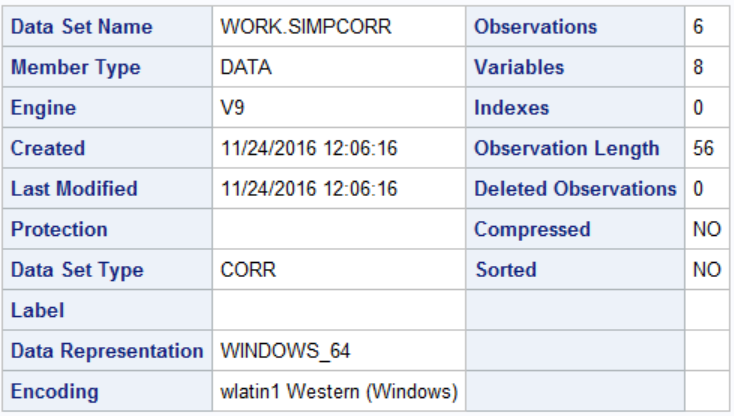 Data Set Name WORK.SIMPCORR Observations 6
Member Type DATA Variables 8
Engine V9 Indexes 0
Created 11/24/2016 12:06:16 Observation Length 56
Last Modified 11/24/2016 12:06:16 Deleted Observations 0
Protection Compressed NO
Data Set Type CORR Sorted NO
Label
Data Representation WINDOWS_64
Encoding wlatin1 Western (Windows)